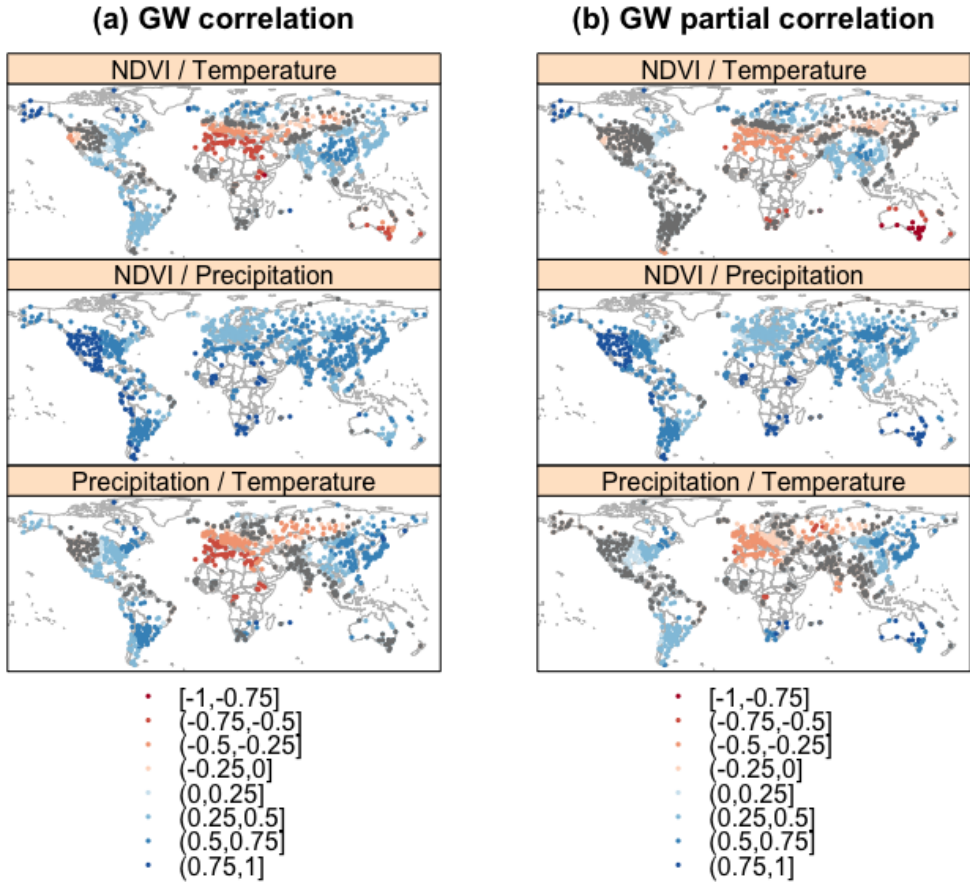 (a) GW correlation
NDVI / Temperature
NDVI / Precipitation
Precipitation / Temperature
[-1,-0.75]
(-0.75,-0.5]
(-0.5,-0.25]
(-0.25,0]
(0,0.25]
(0.25,0.5]
(0.5,0.75]
(0.75,1]
(b) GW partial correlation
NDVI / Temperature
NDVI / Precipitation
Precipitation / Temperature
[-1,-0.75]
(-0.75,-0.5]
(-0.5,-0.25]
(-0.25,0]
(0,0.25]
(0.25,0.5]
(0.5,0.75]
(0.75,1]